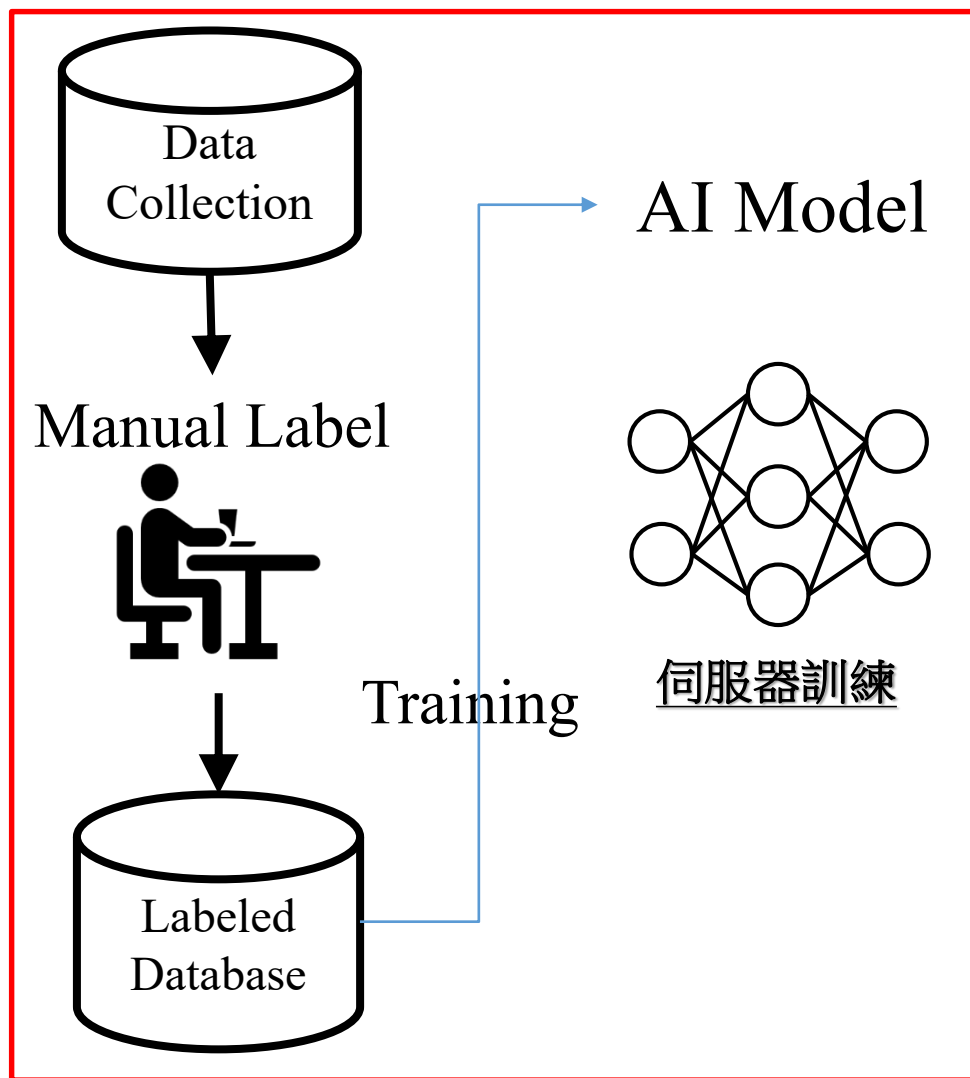 Data
Collection
Manual Label
Labeled
Database
Training
AI Model
伺服器訓練